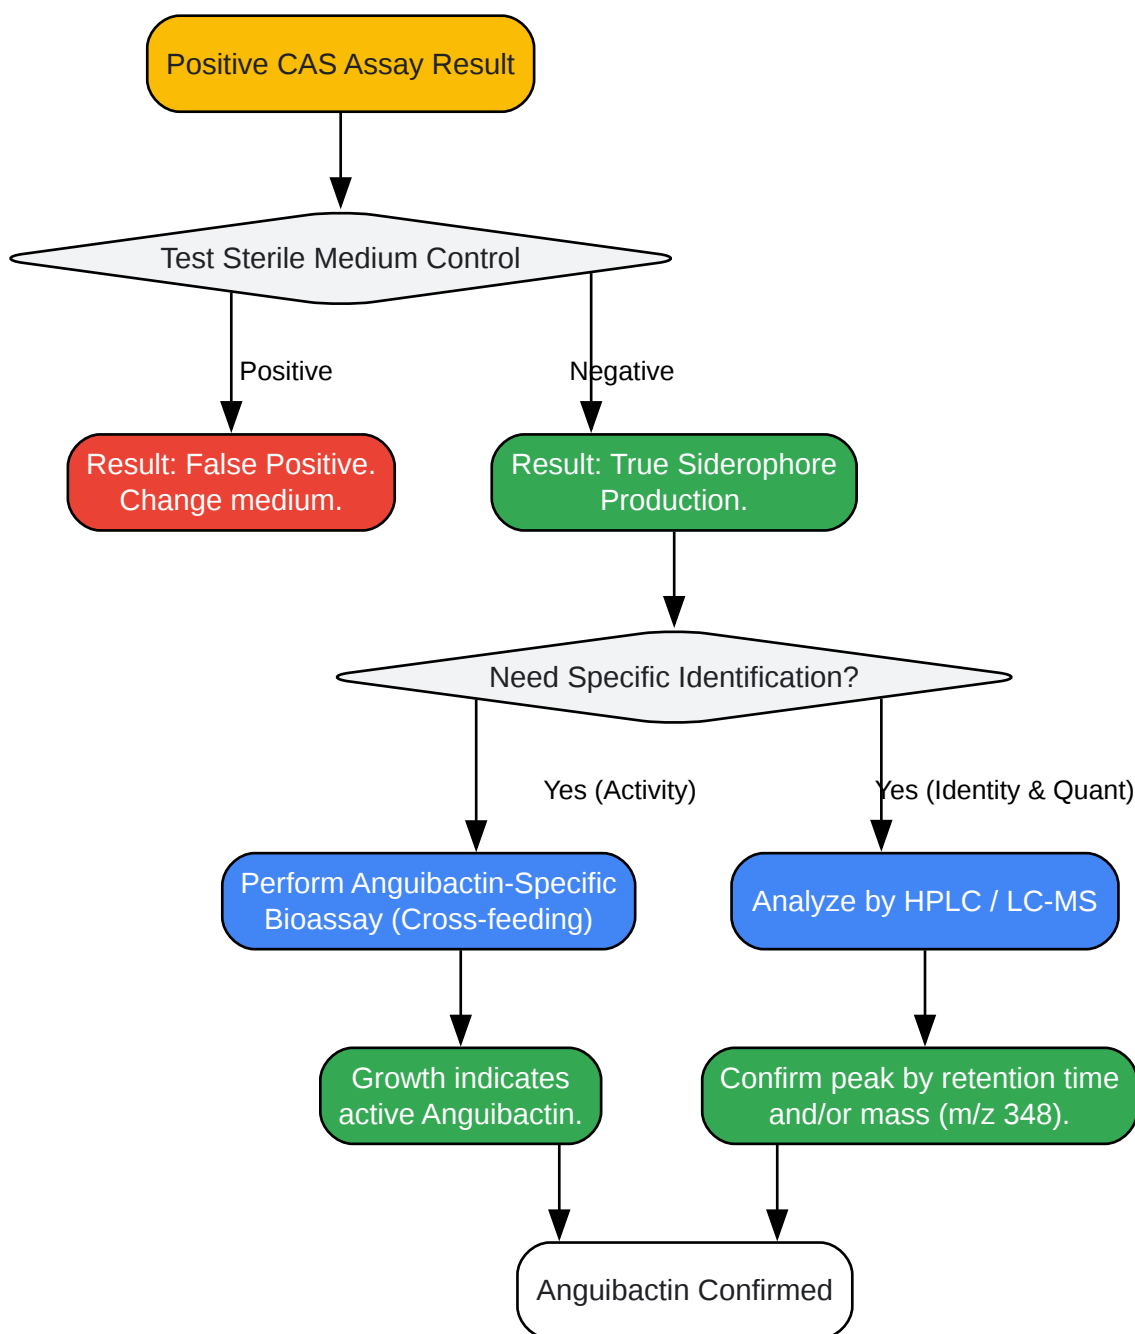 Positive CAS Assay Result
Test Sterile Medium Control
Positive
Negative
Result: False Positive.
Change medium.
Result: True Siderophore
Production.
Need Specific Identification?
Yes (Activity)
Yes (Identity & Quant)
Perform Anguibactin-Specific
Bioassay (Cross-feeding)
Analyze by HPLC / LC-MS
Growth indicates
active Anguibactin.
Confirm peak by retention time
and/or mass (m/z 348).
Anguibactin Confirmed